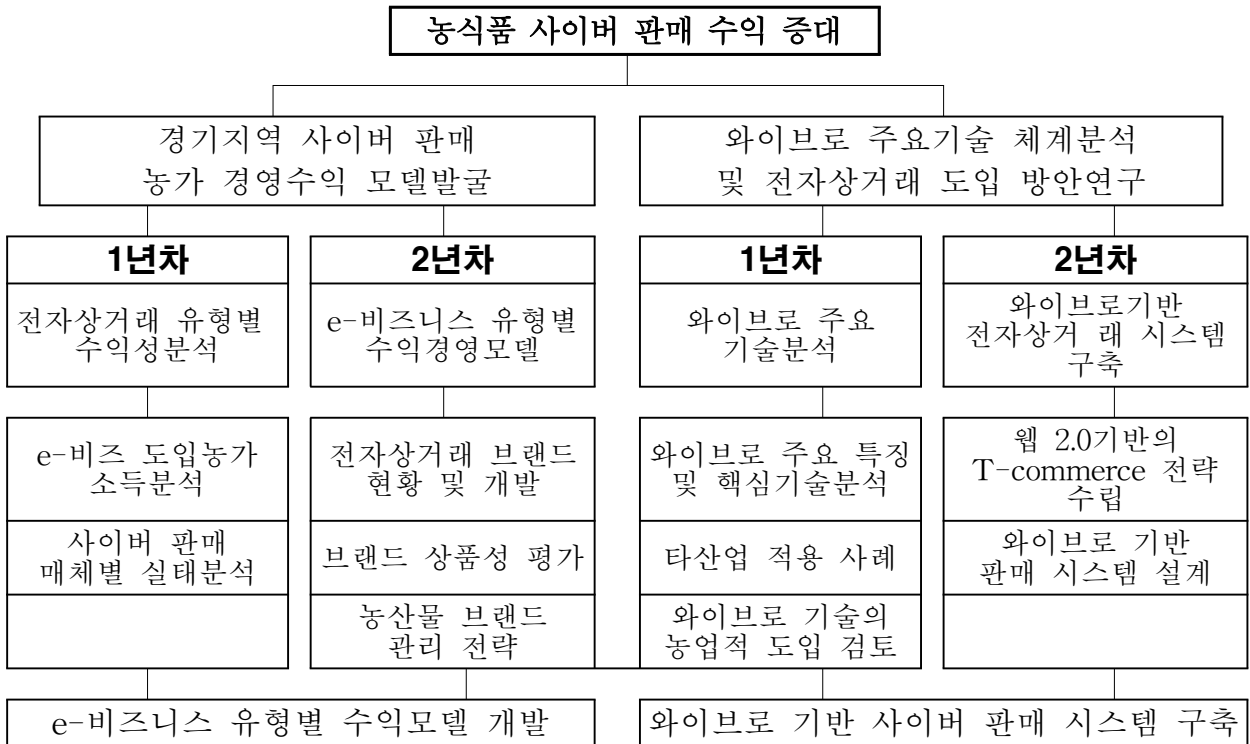 농식품 사이버 판매 수익 증대
경기지역 사이버 판매
농가 경영수익 모델발굴
와이브로 주요기술 체계분석
및 전자상거래 도입 방안연구
1년차
전자상거래 유형별
수익성분석
e-비즈 도입농가
소득분석
사이버 판매
매체별 실태분석
2년차
e-비즈니스 유형별
수익경영모델
전자상거래 브랜드
현황 및 개발
브랜드 상품성 평가
농산물 브랜드
관리 전략
1년차
와이브로 주요
기술분석
와이브로 주요 특징
및 핵심기술분석
타산업 적용 사례
와이브로 기술의
농업적 도입 검토
2년차
와이브로기반
전자상거 래 시스템
구축
웹 2.0기반의
T-commerce 전략
수립
와이브로 기반
판매 시스템 설계
e-비즈니스 유형별 수익모델 개발
와이브로 기반 사이버 판매 시스템 구축